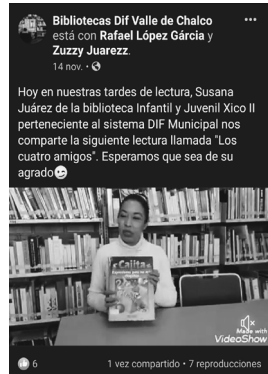 Bibliotecas Dif Valle de Chalco
está con Rafael López Gárcia y
Zuzzy Juarezz.
14 nov. •
Hoy en nuestras tardes de lectura, Susana
Juárez de la biblioteca Infantil y Juvenil Xico II
perteneciente al sistema DIF Municipal nos
comparte la siguiente lectura llamada "Los
cuatro amigos". Esperamos que sea de su
agrado😉
Cajita
Made with
VideoShow
6
1 vez compartido • 7 reproducciones